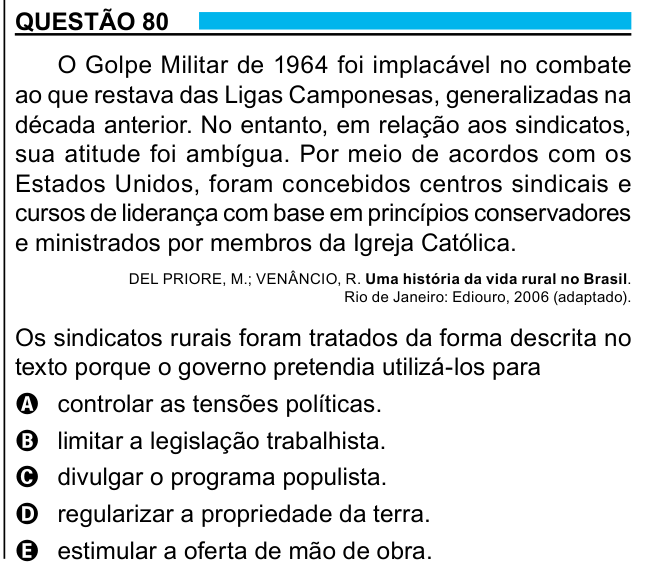 QUESTÃO 80
O Golpe Militar de 1964 foi implacável no combate
ao que restava das Ligas Camponesas, generalizadas na
década anterior. No entanto, em relação aos sindicatos,
sua atitude foi ambígua. Por meio de acordos com os
Estados Unidos, foram concebidos centros sindicais e
cursos de liderança com base em princípios conservadores
e ministrados por membros da Igreja Católica.
DEL PRIORE, M.; VENÂNCIO, R. Uma história da vida rural no Brasil.
Rio de Janeiro: Ediouro, 2006 (adaptado).
Os sindicatos rurais foram tratados da forma descrita no
texto porque o governo pretendia utilizá-los para
A controlar as tensões políticas.
B limitar a legislação trabalhista.
C divulgar o programa populista.
D regularizar a propriedade da terra.
E estimular a oferta de mão de obra.